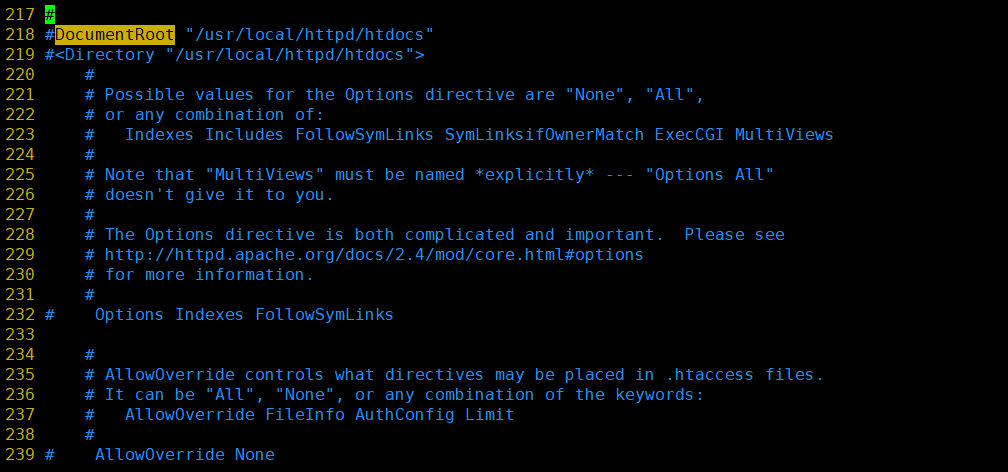 217 #
218 #DocumentRoot "/usr/local/httpd/htdocs"
219 #<Directory "/usr/local/httpd/htdocs">
220     #
221     # Possible values for the Options directive are "None", "All",
222     # or any combination of:
223     #   Indexes Includes FollowSymLinks SymLinksifOwnerMatch ExecCGI MultiViews
224     #
225     # Note that "MultiViews" must be named *explicitly* --- "Options All"
226     # doesn't give it to you.
227     #
228     # The Options directive is both complicated and important.  Please see
229     # http://httpd.apache.org/docs/2.4/mod/core.html#options
230     # for more information.
231     #
232 #    Options Indexes FollowSymLinks
233
234     #
235     # AllowOverride controls what directives may be placed in .htaccess files.
236     # It can be "All", "None", or any combination of the keywords:
237     #   AllowOverride FileInfo AuthConfig Limit
238     #
239 #    AllowOverride None